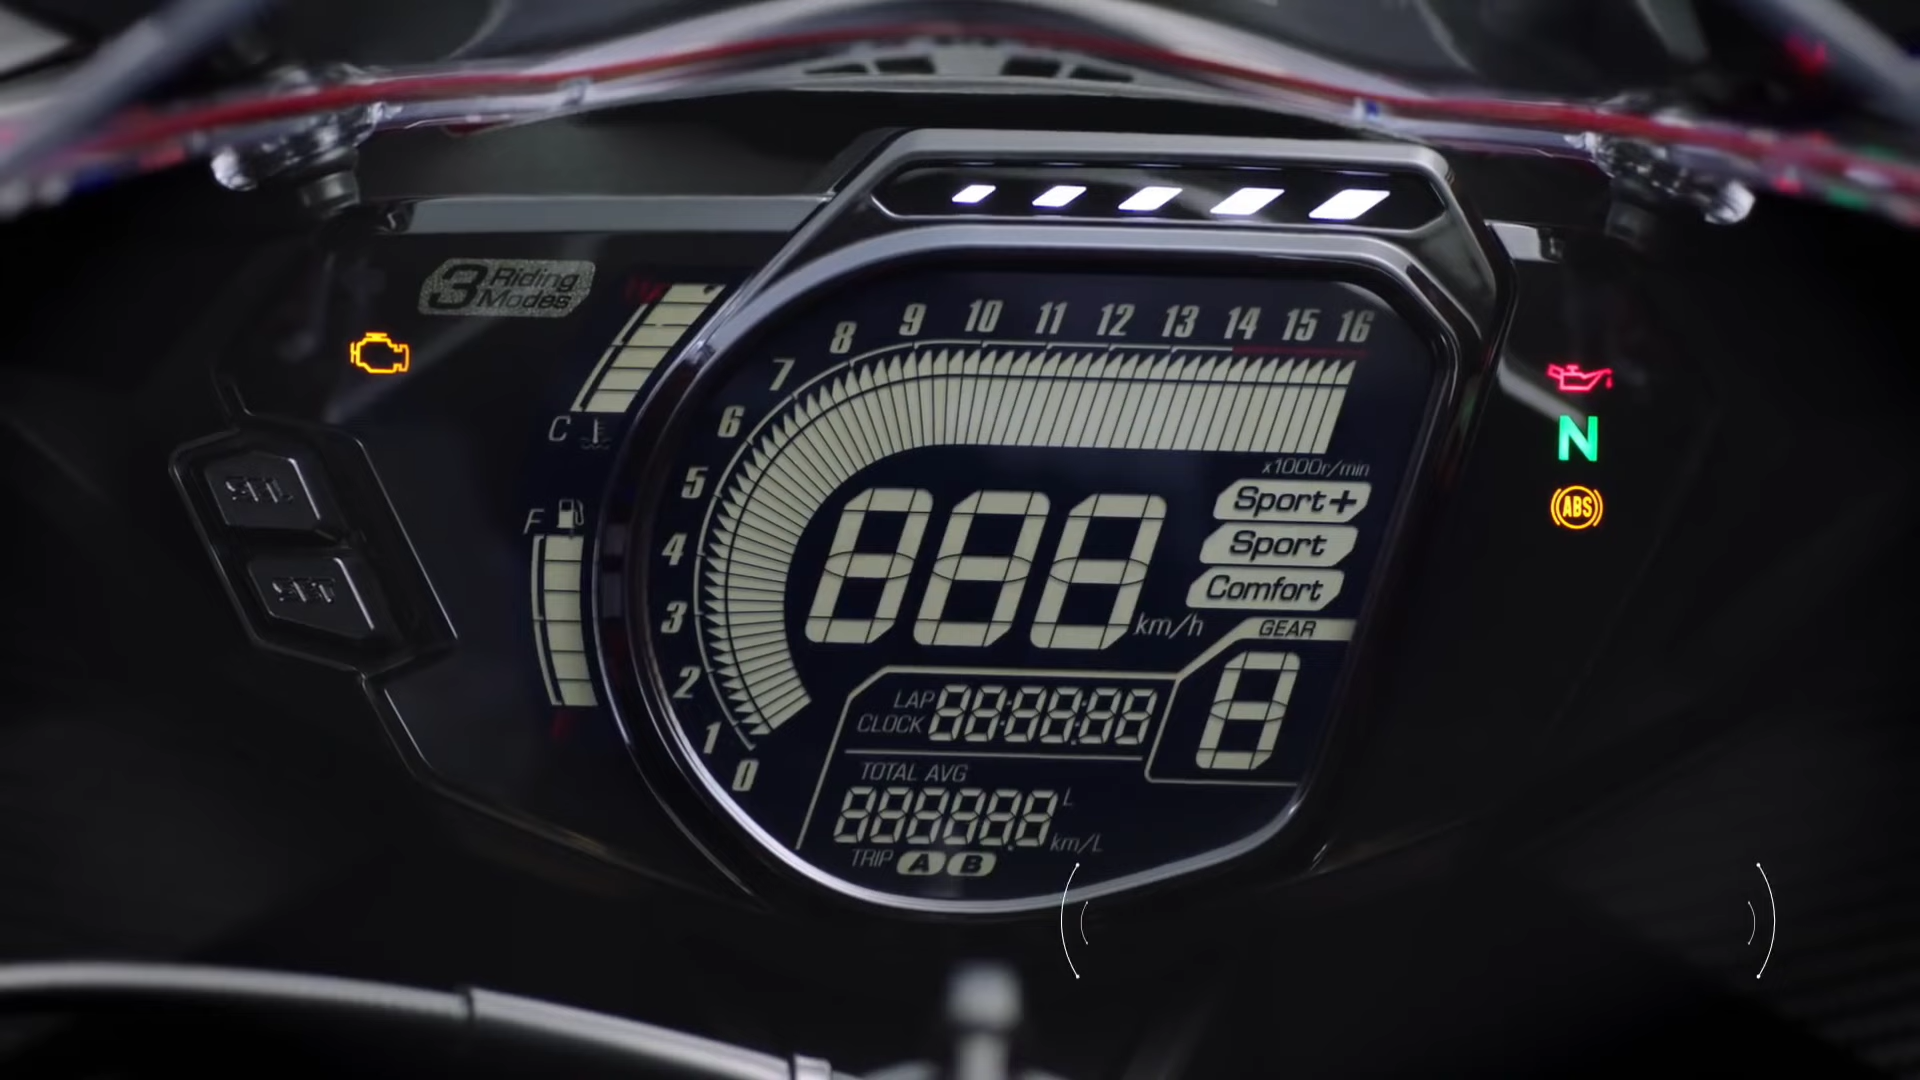 3 Riding
Modes
8 9 10 11 12 13 14 15 16
7
6
5
4
3
2
1
0
C
F
SEL
SET
x1000r/min
Sport+
Sport
Comfort
888
km/h
GEAR
8
LAP
CLOCK
88:88:88
TOTAL AVG
888888
L
km/L
TRIP A B
N
ABS